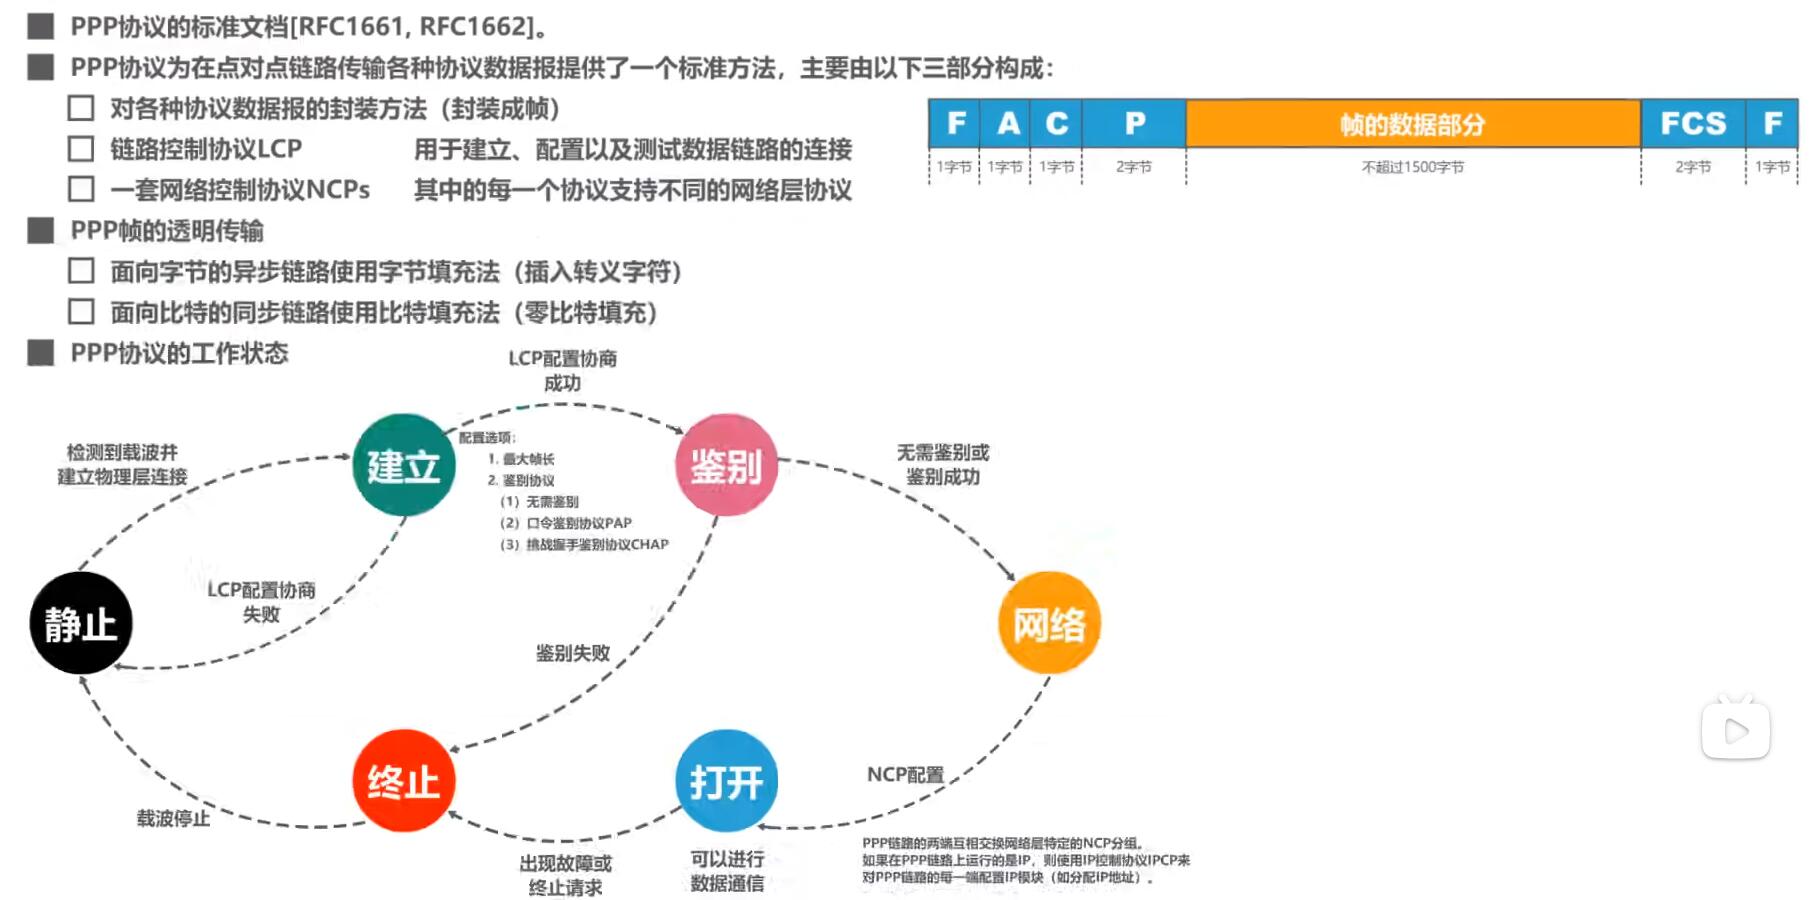 PPP协议的标准文档[RFC1661, RFC1662]。
PPP协议为在点对点链路传输各种协议数据报提供了一个标准方法，主要由以下三部分构成：
对各种协议数据报的封装方法（封装成帧）
链路控制协议LCP 用于建立、配置以及测试数据链路的连接
一套网络控制协议NCPs 其中的每一个协议支持不同的网络层协议
F A C P 帧的数据部分 FCS F
1字节 1字节 1字节 2字节 不超过1500字节 2字节 1字节
PPP帧的透明传输
面向字节的异步链路使用字节填充法（插入转义字符）
面向比特的同步链路使用比特填充法（零比特填充）
PPP协议的工作状态
LCP配置协商
成功
检测到载波并
建立物理层连接
建立
配置选项：
1. 最大帧长
2. 鉴别协议
（1）无需鉴别
（2）口令鉴别协议PAP
（3）挑战握手鉴别协议CHAP
鉴别
无需鉴别或
鉴别成功
LCP配置协商
失败
静止
鉴别失败
网络
终止
打开
NCP配置
载波停止
出现故障或
终止请求
可以进行
数据通信
PPP链路的两端互相交换网络层特定的NCP分组。
如果在PPP链路上运行的是IP，则使用IP控制协议IPCP来
对PPP链路的每一端配置IP模块（如分配IP地址）。